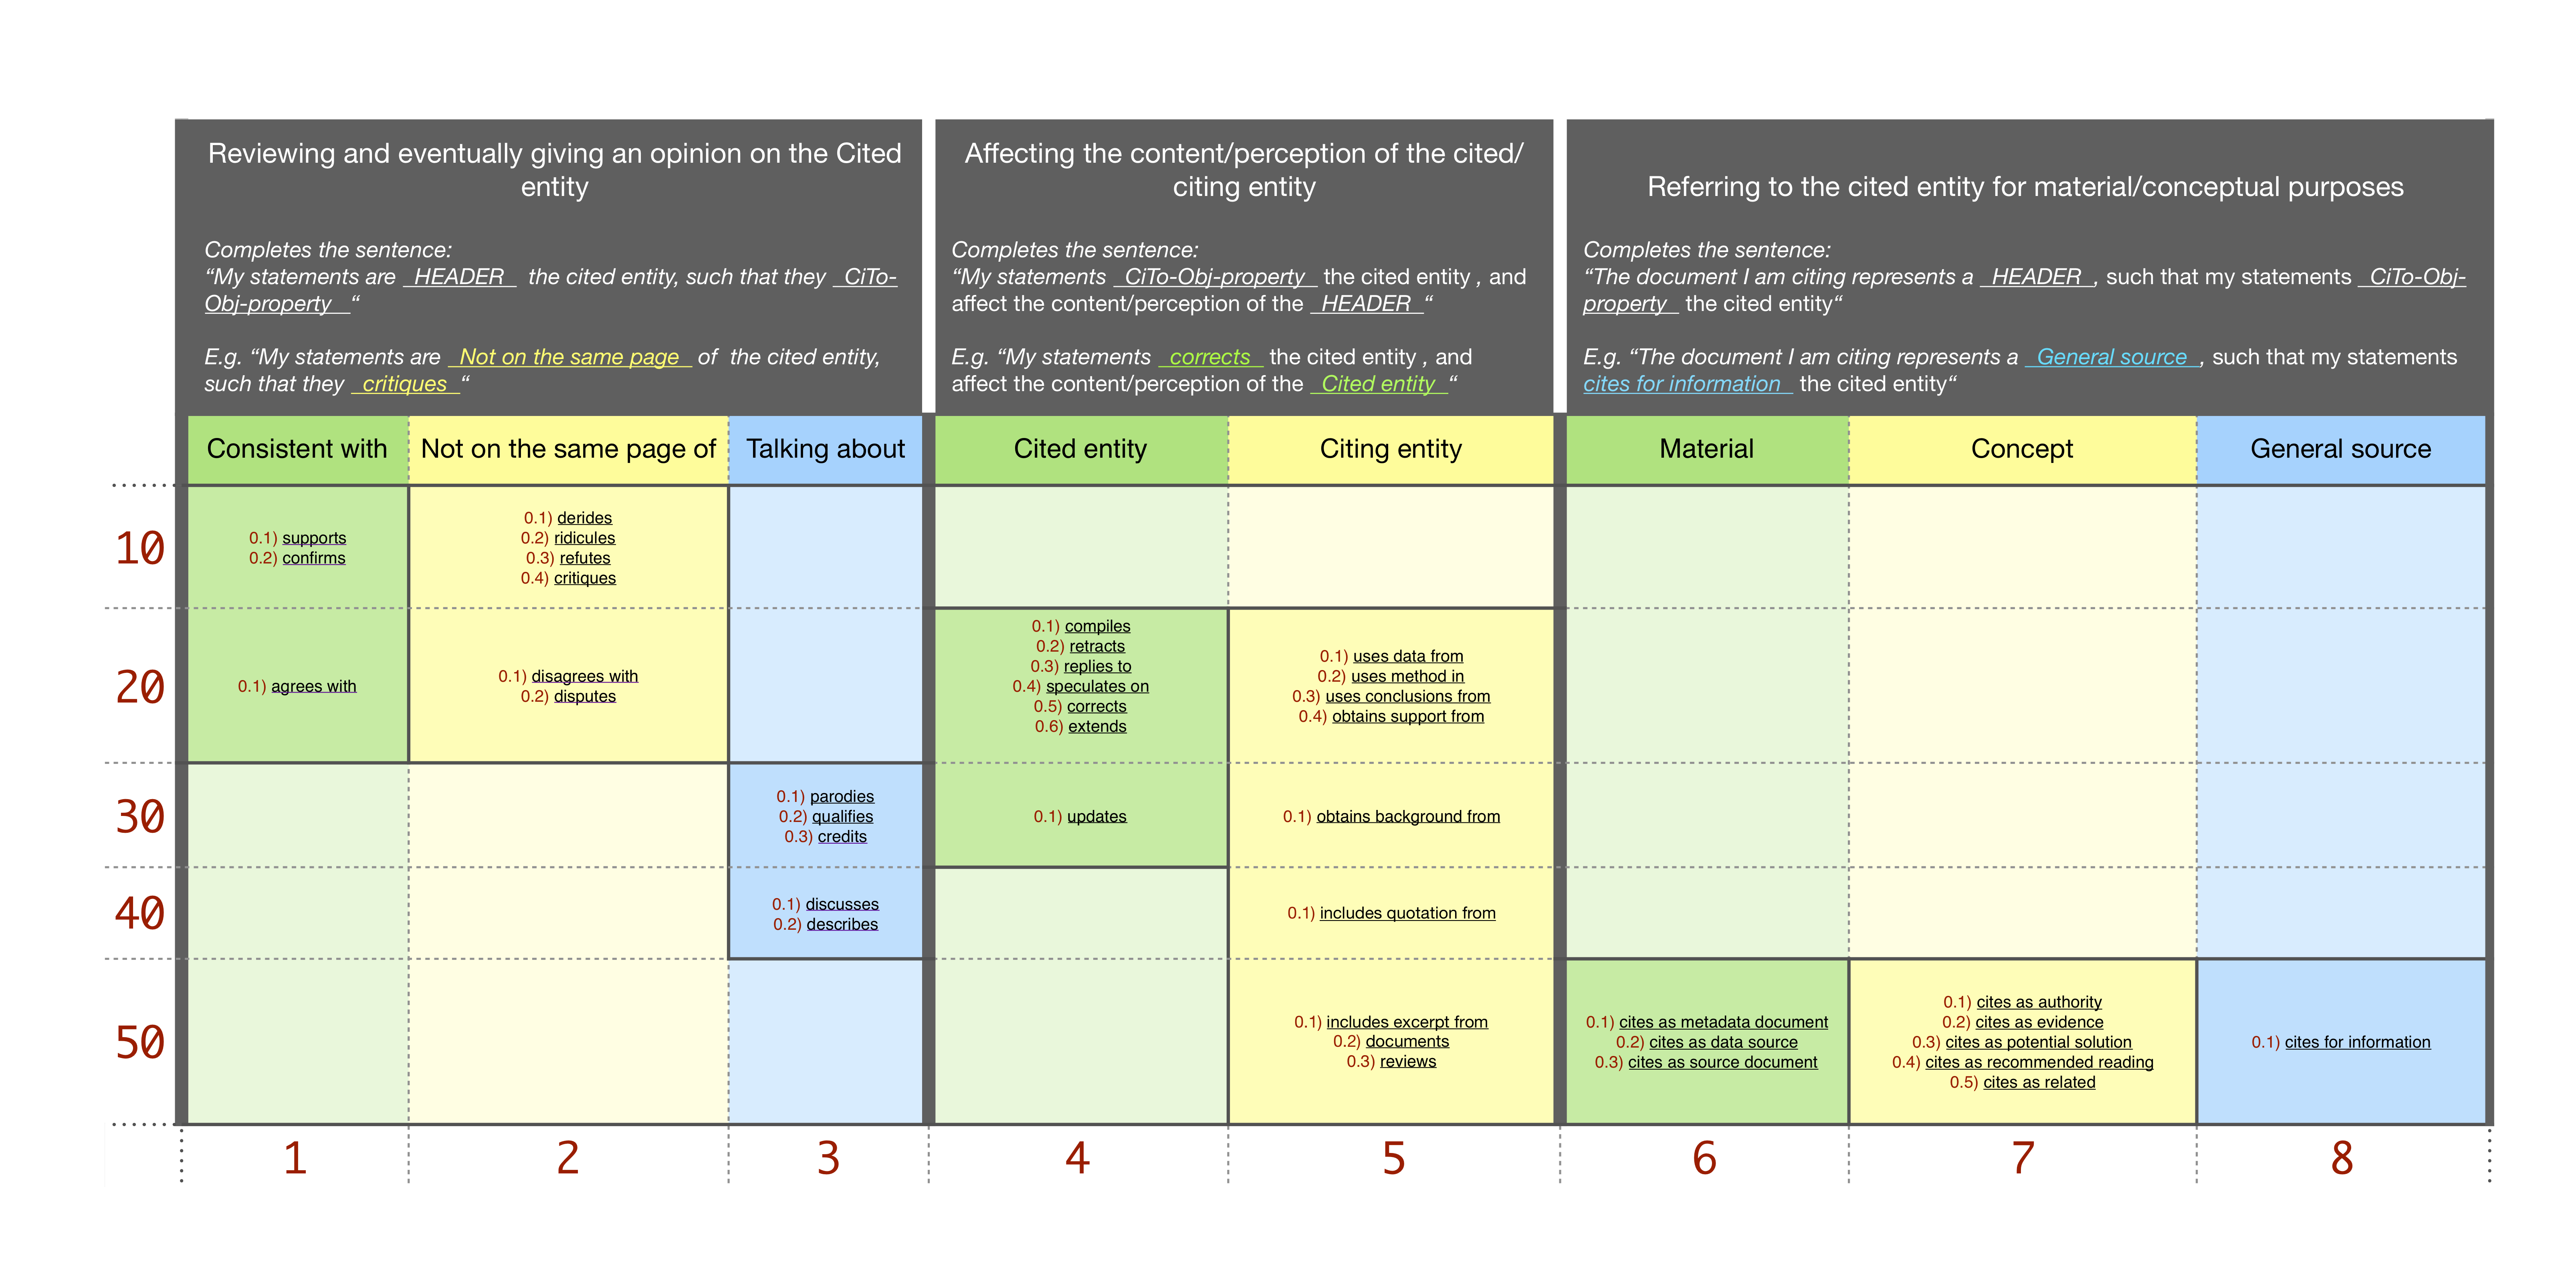 Reviewing and eventually giving an opinion on the Cited
entity
Completes the sentence:
“My statements are _HEADER_ the cited entity, such that they _CiTo-
Obj-property_“
E.g. “My statements are _Not on the same page_ of the cited entity,
such that they _critiques_“
Affecting the content/perception of the cited/
citing entity
Completes the sentence:
“My statements _CiTo-Obj-property_ the cited entity , and
affect the content/perception of the _HEADER_“
E.g. “My statements _corrects_ the cited entity , and
affect the content/perception of the _Cited entity_“
Referring to the cited entity for material/conceptual purposes
Completes the sentence:
“The document I am citing represents a _HEADER_, such that my statements _CiTo-Obj-
property_ the cited entity“
E.g. “The document I am citing represents a _General source_, such that my statements
cites for information_ the cited entity“
Consistent with
Not on the same page of
Talking about
Cited entity
Citing entity
Material
Concept
General source
10
0.1) supports
0.2) confirms
0.1) derides
0.2) ridicules
0.3) refutes
0.4) critiques
20
0.1) agrees with
0.1) disagrees with
0.2) disputes
0.1) compiles
0.2) retracts
0.3) replies to
0.4) speculates on
0.5) corrects
0.6) extends
0.1) uses data from
0.2) uses method in
0.3) uses conclusions from
0.4) obtains support from
30
0.1) parodies
0.2) qualifies
0.3) credits
0.1) updates
0.1) obtains background from
40
0.1) discusses
0.2) describes
0.1) includes quotation from
50
0.1) includes excerpt from
0.2) documents
0.3) reviews
0.1) cites as metadata document
0.2) cites as data source
0.3) cites as source document
0.1) cites as authority
0.2) cites as evidence
0.3) cites as potential solution
0.4) cites as recommended reading
0.5) cites as related
0.1) cites for information
1
2
3
4
5
6
7
8